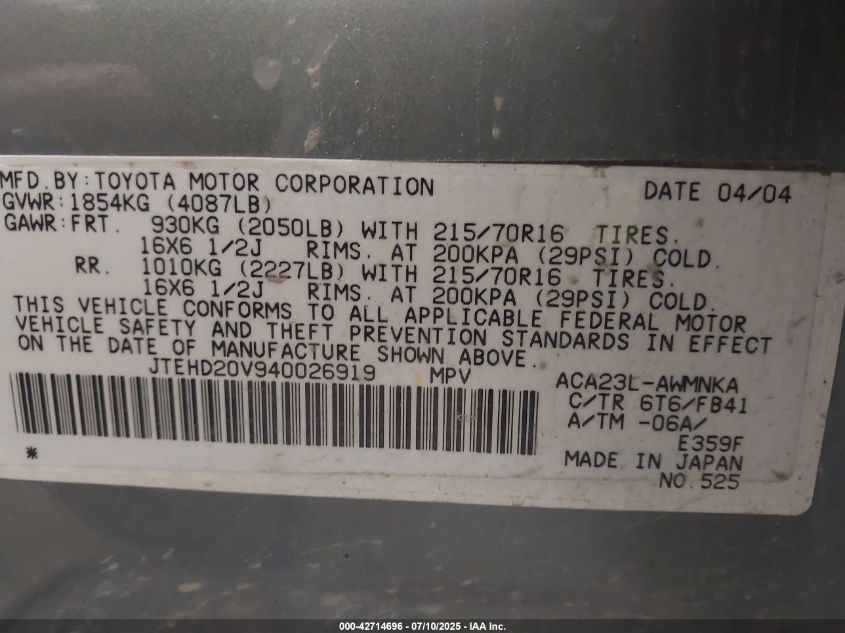 MFD. BY: TOYOTA MOTOR CORPORATION DATE 04/04
GVWR: 1854KG (4087LB)
GAWR: FRT. 930KG (2050LB) WITH 215/70R16 TIRES.
16X6 1/2J RIMS. AT 200KPA (29PSI) COLD.
RR. 1010KG (2227LB) WITH 215/70R16 TIRES.
16X6 1/2J RIMS. AT 200KPA (29PSI) COLD.
THIS VEHICLE CONFORMS TO ALL APPLICABLE FEDERAL MOTOR
VEHICLE SAFETY AND THEFT PREVENTION STANDARDS IN EFFECT
ON THE DATE OF MANUFACTURE SHOWN ABOVE.
JTEHD20V940026919 MPV
ACA23L-AWMNKA
C/TR 6T6/FB41
A/TM -06A/
E359F
*
MADE IN JAPAN
NO. 525
000-42714696 - 07/10/2025 - IAA Inc.